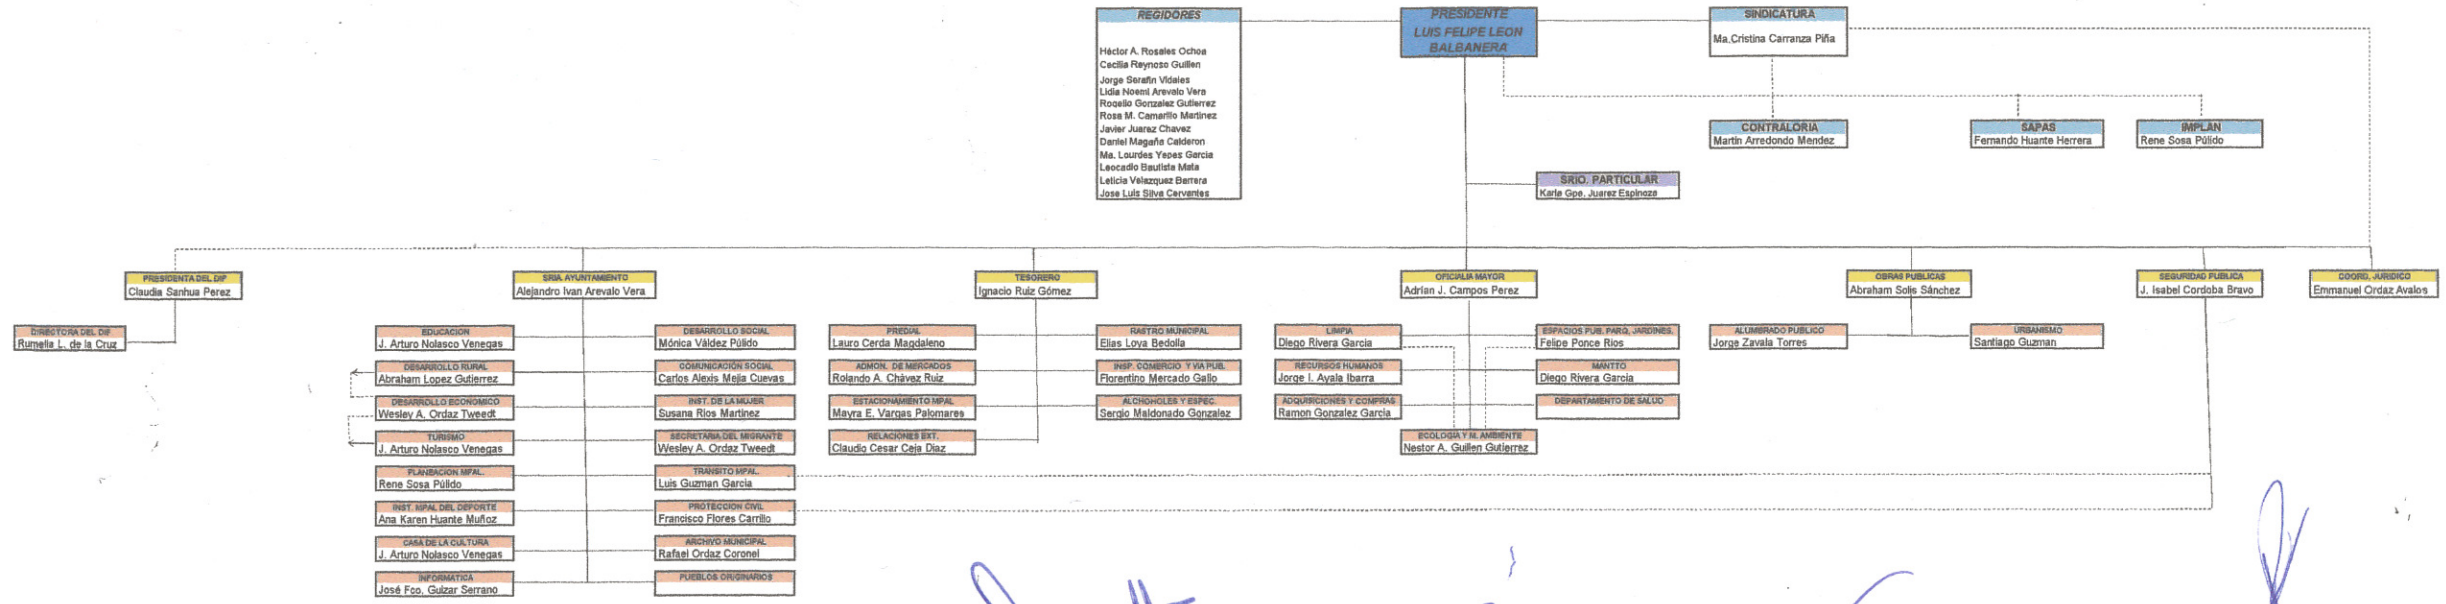 REGIDORES
Héctor A. Rosales Ochoa
Cecilia Reynoso Guillen
Jorge Serafin Vidales
Lidia Noemi Arevalo Vera
Rogelio Gonzalez Gutierrez
Rosa M. Camarillo Martinez
Javier Juarez Chavez
Daniel Magaña Calderon
Ma. Lourdes Yepes Garcia
Leocadio Bautista Mata
Leticia Velazquez Barrera
Jose Luis Silva Cervantes
PRESIDENTE
LUIS FELIPE LEON
BALBANERA
SINDICATURA
Ma.Cristina Carranza Piña
CONTRALORIA
Martin Arredondo Mendez
SAPAS
Fernando Huante Herrera
IMPLAN
Rene Sosa Púlido
SRIO. PARTICULAR
Karla Gpe. Juarez Espinoza
PRESIDENTA DEL DIF
Claudia Sanhua Perez
SRIA. AYUNTAMIENTO
Alejandro Ivan Arevalo Vera
TESORERO
Ignacio Ruiz Gómez
OFICIALIA MAYOR
Adrían J. Campos Perez
OBRAS PUBLICAS
Abraham Solis Sánchez
SEGURIDAD PUBLICA
J. Isabel Cordoba Bravo
COORD. JURIDICO
Emmanuel Ordaz Avalos
DIRECTORA DEL DIF
Rumelia L. de la Cruz
EDUCACION
J. Arturo Nolasco Venegas
DESARROLLO SOCIAL
Mónica Váldez Púlido
PREDIAL
Lauro Cerda Magdaleno
RASTRO MUNICIPAL
Elias Loya Bedolla
LIMPIA
Diego Rivera Garcia
ESPACIOS PUB. PARQ. JARDINES.
Felipe Ponce Rios
ALUMBRADO PUBLICO
Jorge Zavala Torres
URBANISMO
Santiago Guzman
DESARROLLO RURAL
Abraham Lopez Gutierrez
COMUNICACIÓN SOCIAL
Carlos Alexis Mejia Cuevas
ADMON. DE MERCADOS
Rolando A. Chávez Ruiz
INSP. COMERCIO Y VIA PUB.
Florentino Mercado Gallo
RECURSOS HUMANOS
Jorge I. Ayala Ibarra
MANTTO
Diego Rivera Garcia
DESARROLLO ECONOMICO
Wesley A. Ordaz Tweedt
INST. DE LA MUJER
Susana Rios Martinez
ESTACIONAMIENTO MPAL
Mayra E. Vargas Palomares
ALCHOHOLES Y ESPEC.
Sergio Maldonado Gonzalez
ADQUISICIONES Y COMPRAS
Ramon Gonzalez Garcia
DEPARTAMENTO DE SALUD
TURISMO
J. Arturo Nolasco Venegas
SECRETARIA DEL MIGRANTE
Wesley A. Ordaz Tweedt
RELACIONES EXT.
Claudio Cesar Ceja Diaz
ECOLOGIA Y M. AMBIENTE
Nestor A. Guillen Gutierrez
PLANEACION MPAL.
Rene Sosa Púlido
TRANSITO MPAL.
Luis Guzman Garcia
INST. MPAL DEL DEPORTE
Ana Karen Huante Muñoz
PROTECCION CIVIL
Francisco Flores Carrillo
CASA DE LA CULTURA
J. Arturo Nolasco Venegas
ARCHIVO MUNICIPAL
Rafael Ordaz Coronel
INFORMATICA
José Fco. Guizar Serrano
PUEBLOS ORIGINARIOS